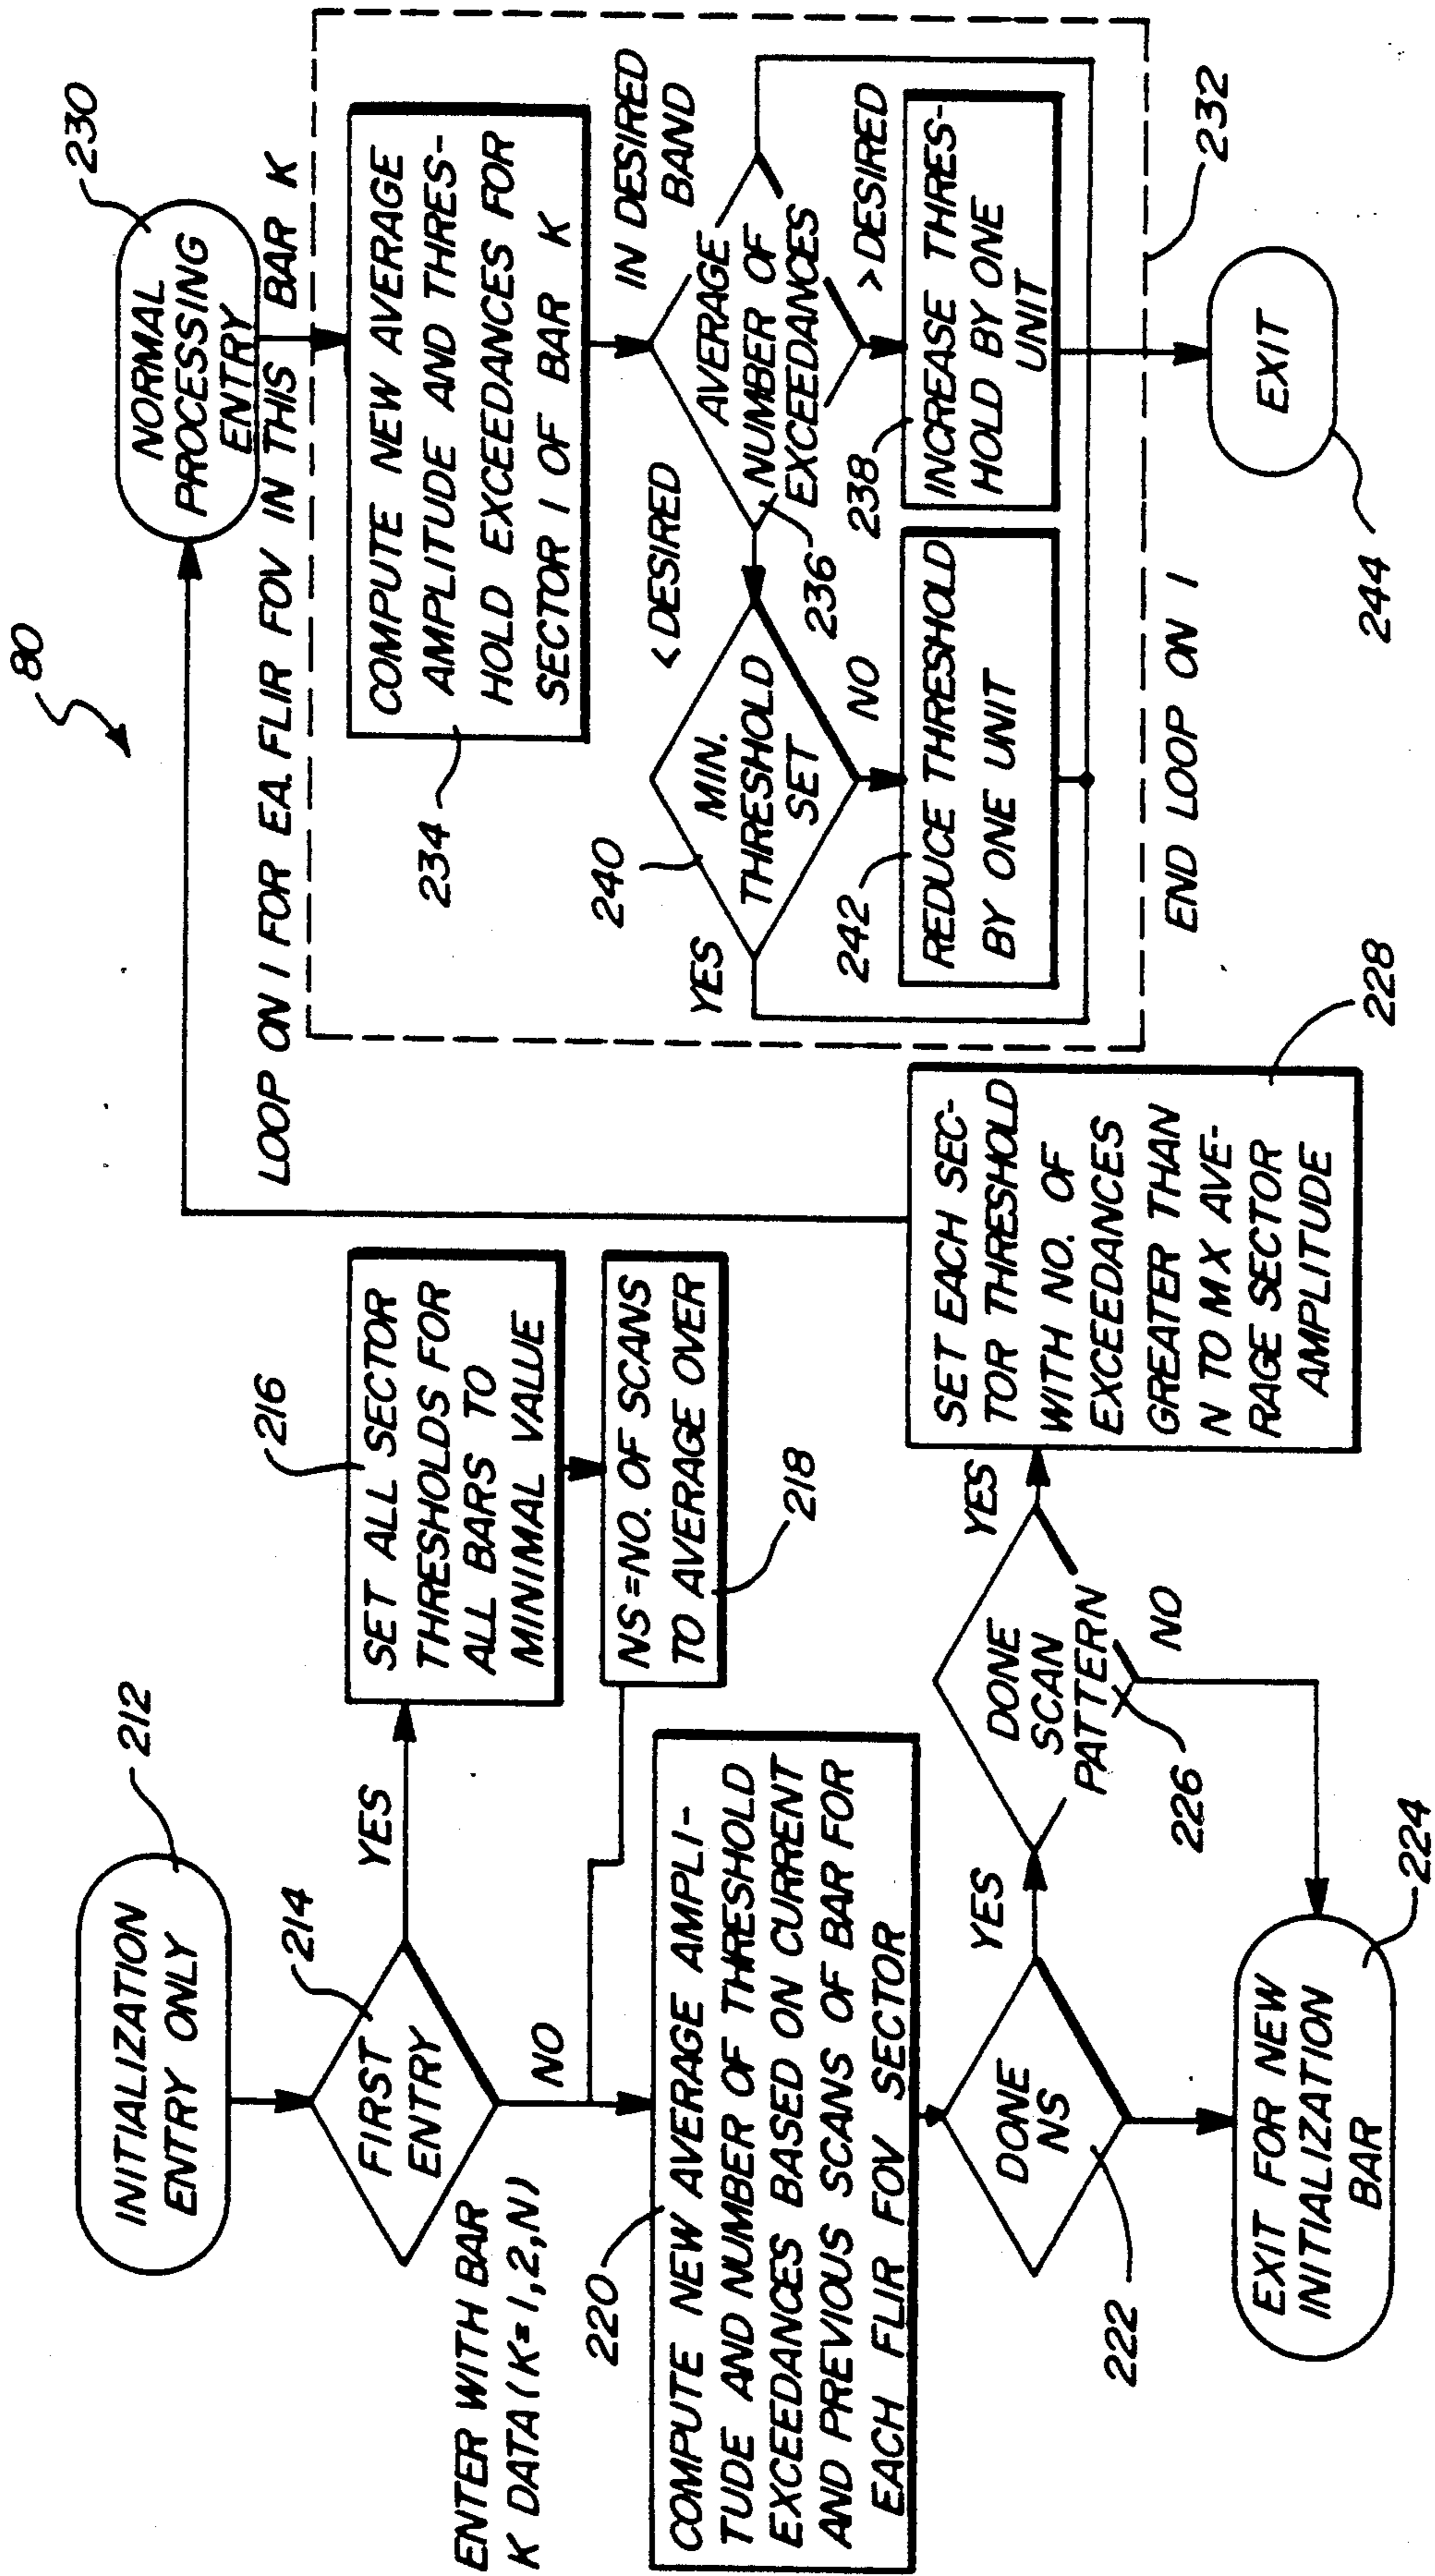 80
INITIALIZATION
ENTRY ONLY
212
FIRST
ENTRY
214
YES
NO
SET ALL SECTOR
THRESHOLDS FOR
ALL BARS TO
MINIMAL VALUE
216
NS=NO. OF SCANS
TO AVERAGE OVER
218
ENTER WITH BAR
K DATA (K=1,2,N)
220
COMPUTE NEW AVERAGE AMPLI-
TUDE AND NUMBER OF THRESHOLD
EXCEEDANCES BASED ON CURRENT
AND PREVIOUS SCANS OF BAR FOR
EACH FLIR FOV SECTOR
DONE
NS
222
YES
DONE
SCAN
PATTERN
226
YES
NO
EXIT FOR NEW
INITIALIZATION
BAR
224
SET EACH SEC-
TOR THRESHOLD
WITH NO. OF
EXCEEDANCES
GREATER THAN
N TO M X AVE-
RAGE SECTOR
AMPLITUDE
228
NORMAL
PROCESSING
ENTRY
230
LOOP ON I FOR EA. FLIR FOV IN THIS BAR K
COMPUTE NEW AVERAGE
AMPLITUDE AND THRES-
HOLD EXCEEDANCES FOR
SECTOR I OF BAR K
234
IN DESIRED
BAND
< DESIRED
AVERAGE
NUMBER OF
EXCEEDANCES
236
> DESIRED
240
MIN.
THRESHOLD
SET
YES
NO
242
REDUCE THRESHOLD
BY ONE UNIT
238
INCREASE THRES-
HOLD BY ONE
UNIT
END LOOP ON I
232
EXIT
244